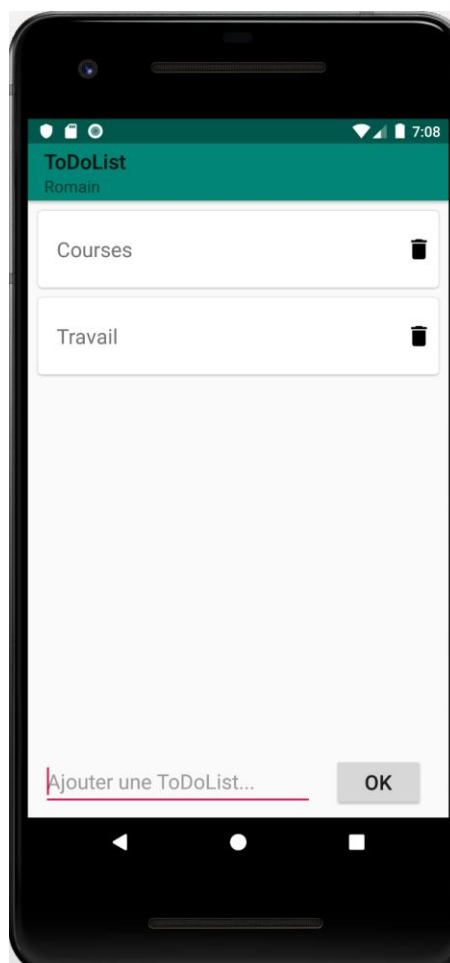 7:08
ToDoList
Romain
Courses
Travail
Ajouter une ToDoList...
OK